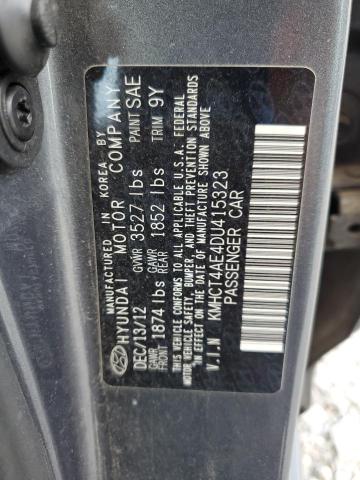 MANUFACTURED IN KOREA BY
HYUNDAI MOTOR COMPANY
DEC/13/12 GVWR 3527 lbs PAINT SAE
GAWR FRONT 1874 lbs GAWR REAR 1852 lbs TRIM 9Y
THIS VEHICLE CONFORMS TO ALL APPLICABLE U.S.A. FEDERAL
MOTOR VEHICLE SAFETY, BUMPER, AND THEFT PREVENTION
STANDARDS IN EFFECT ON THE DATE OF MANUFACTURE SHOWN ABOVE
V.I.N KMHCT4AE4DU415323
PASSENGER CAR